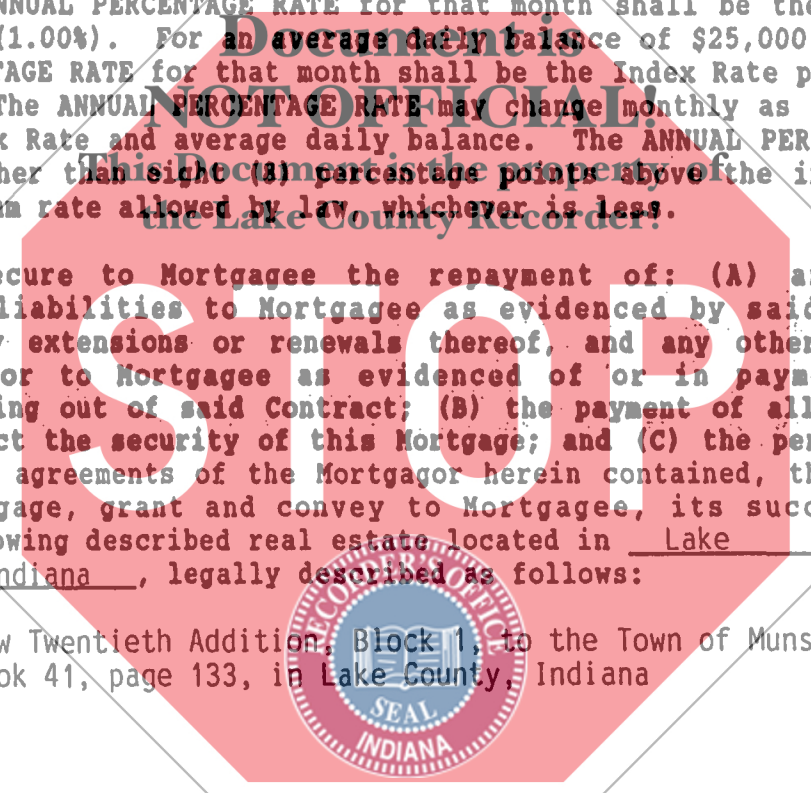 NNUAL PERCENTAGE RATE for that month shall be the
(1.00%). For an average daily balance of $25,000
Document is
TAGE RATE for that month shall be the Index Rate p
The ANNUAL PERCENTAGE RATE may change monthly as
NOT OFFICIAL!
x Rate and average daily balance. The ANNUAL PER
her than eight (8) percentage points above the i
This Document is the property of
m rate allowed by law, whichever is less.
the Lake County Recorder!
ecure to Mortgagee the repayment of: (A) a
liabilities to Mortgagee as evidenced by sai
y extensions or renewals thereof, and any other
or to Mortgagee as evidenced of or in paym
ing out of said Contract; (B) the payment of all
STOP
ct the security of this Mortgage; and (C) the pe
agreements of the Mortgagor herein contained, th
gage, grant and convey to Mortgagee, its succ
owing described real estate located in Lake
ndiana , legally described as follows:
RECORDER'S OFFICE
w Twentieth Addition, Block 1, to the Town of Muns
ok 41, page 133, in Lake County, Indiana
SEAL
INDIANA